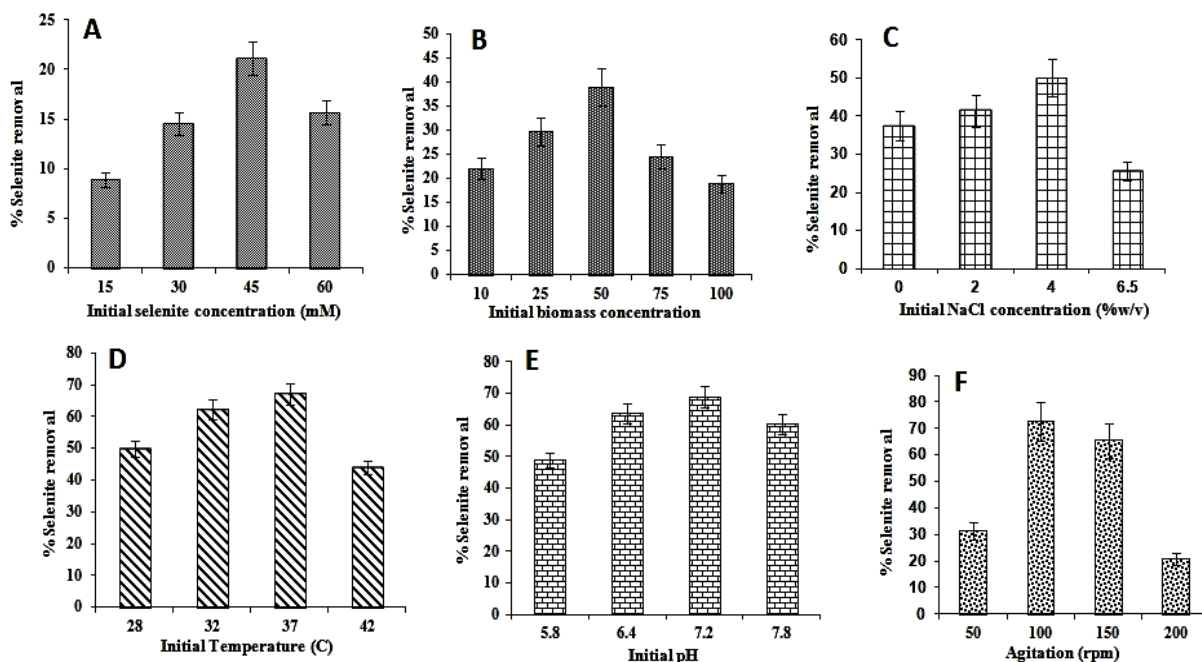 A
% Selenite removal
25
20
15
10
5
0
15 30 45 60
Initial selenite concentration (mM)
B
% Selenite removal
50
45
40
35
30
25
20
15
10
5
0
10 25 50 75 100
Initial biomass concentration
C
% Selenite removal
60
50
40
30
20
10
0
0 2 4 6.5
Initial NaCl concentration (%w/v)
D
% Selenite removal
80
70
60
50
40
30
20
10
0
28 32 37 42
Initial Temperature (C)
E
% Selenite removal
80
70
60
50
40
30
20
10
0
5.8 6.4 7.2 7.8
Initial pH
F
% Selenite removal
90
80
70
60
50
40
30
20
10
0
50 100 150 200
Agitation (rpm)